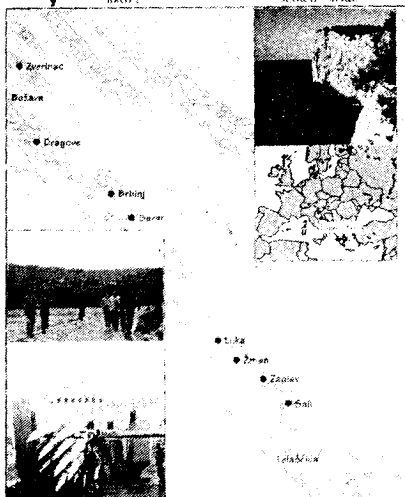 Zverinac
Božava
Dragove
Brbinj
Savar
Luka
Žman
Zaglav
Sali
Telašćica